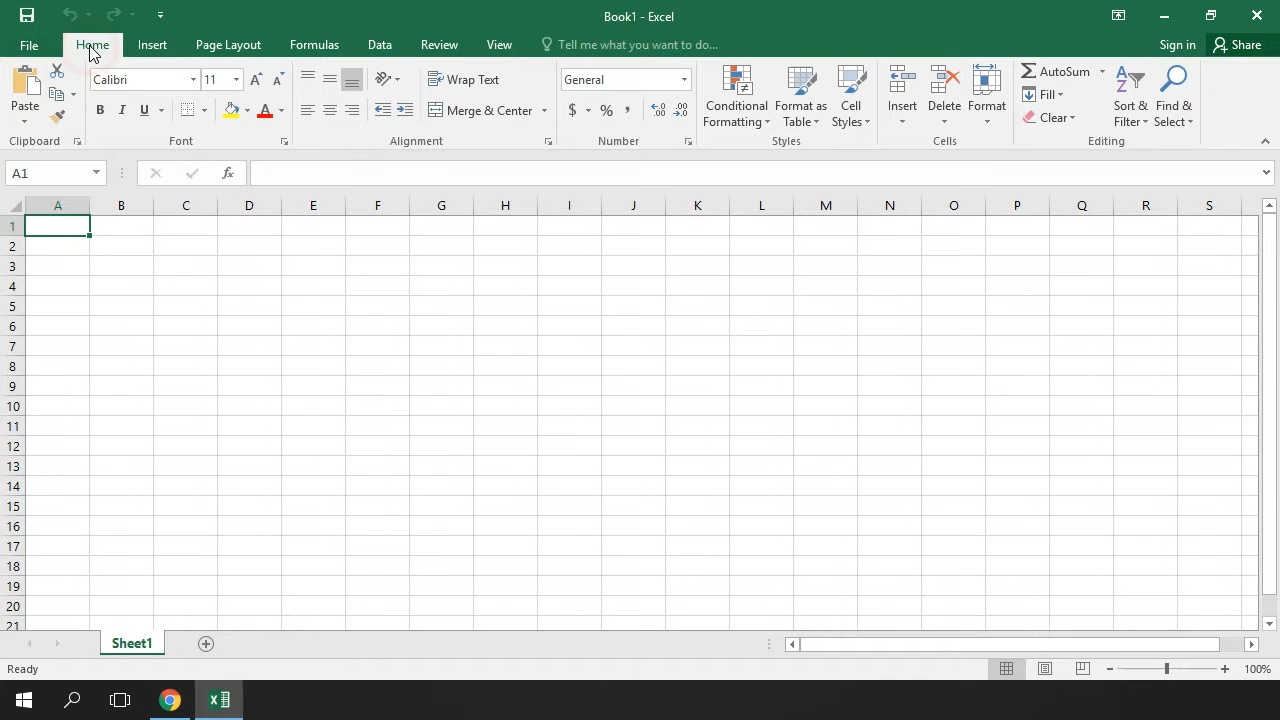 Book1 - Excel
File Home Insert Page Layout Formulas Data Review View Tell me what you want to do... Sign in Share
Paste
Clipboard
Calibri 11
B I U A
Font
Wrap Text
Merge & Center
Alignment
General
$ % ,
Number
Conditional Formatting
Format as Table
Cell Styles
Styles
Insert Delete Format
Cells
AutoSum
Fill
Clear
Sort & Filter
Find & Select
Editing
A1 fx
A B C D E F G H I J K L M N O P Q R S
1
2
3
4
5
6
7
8
9
10
11
12
13
14
15
16
17
18
19
20
21
Sheet1
Ready 100%